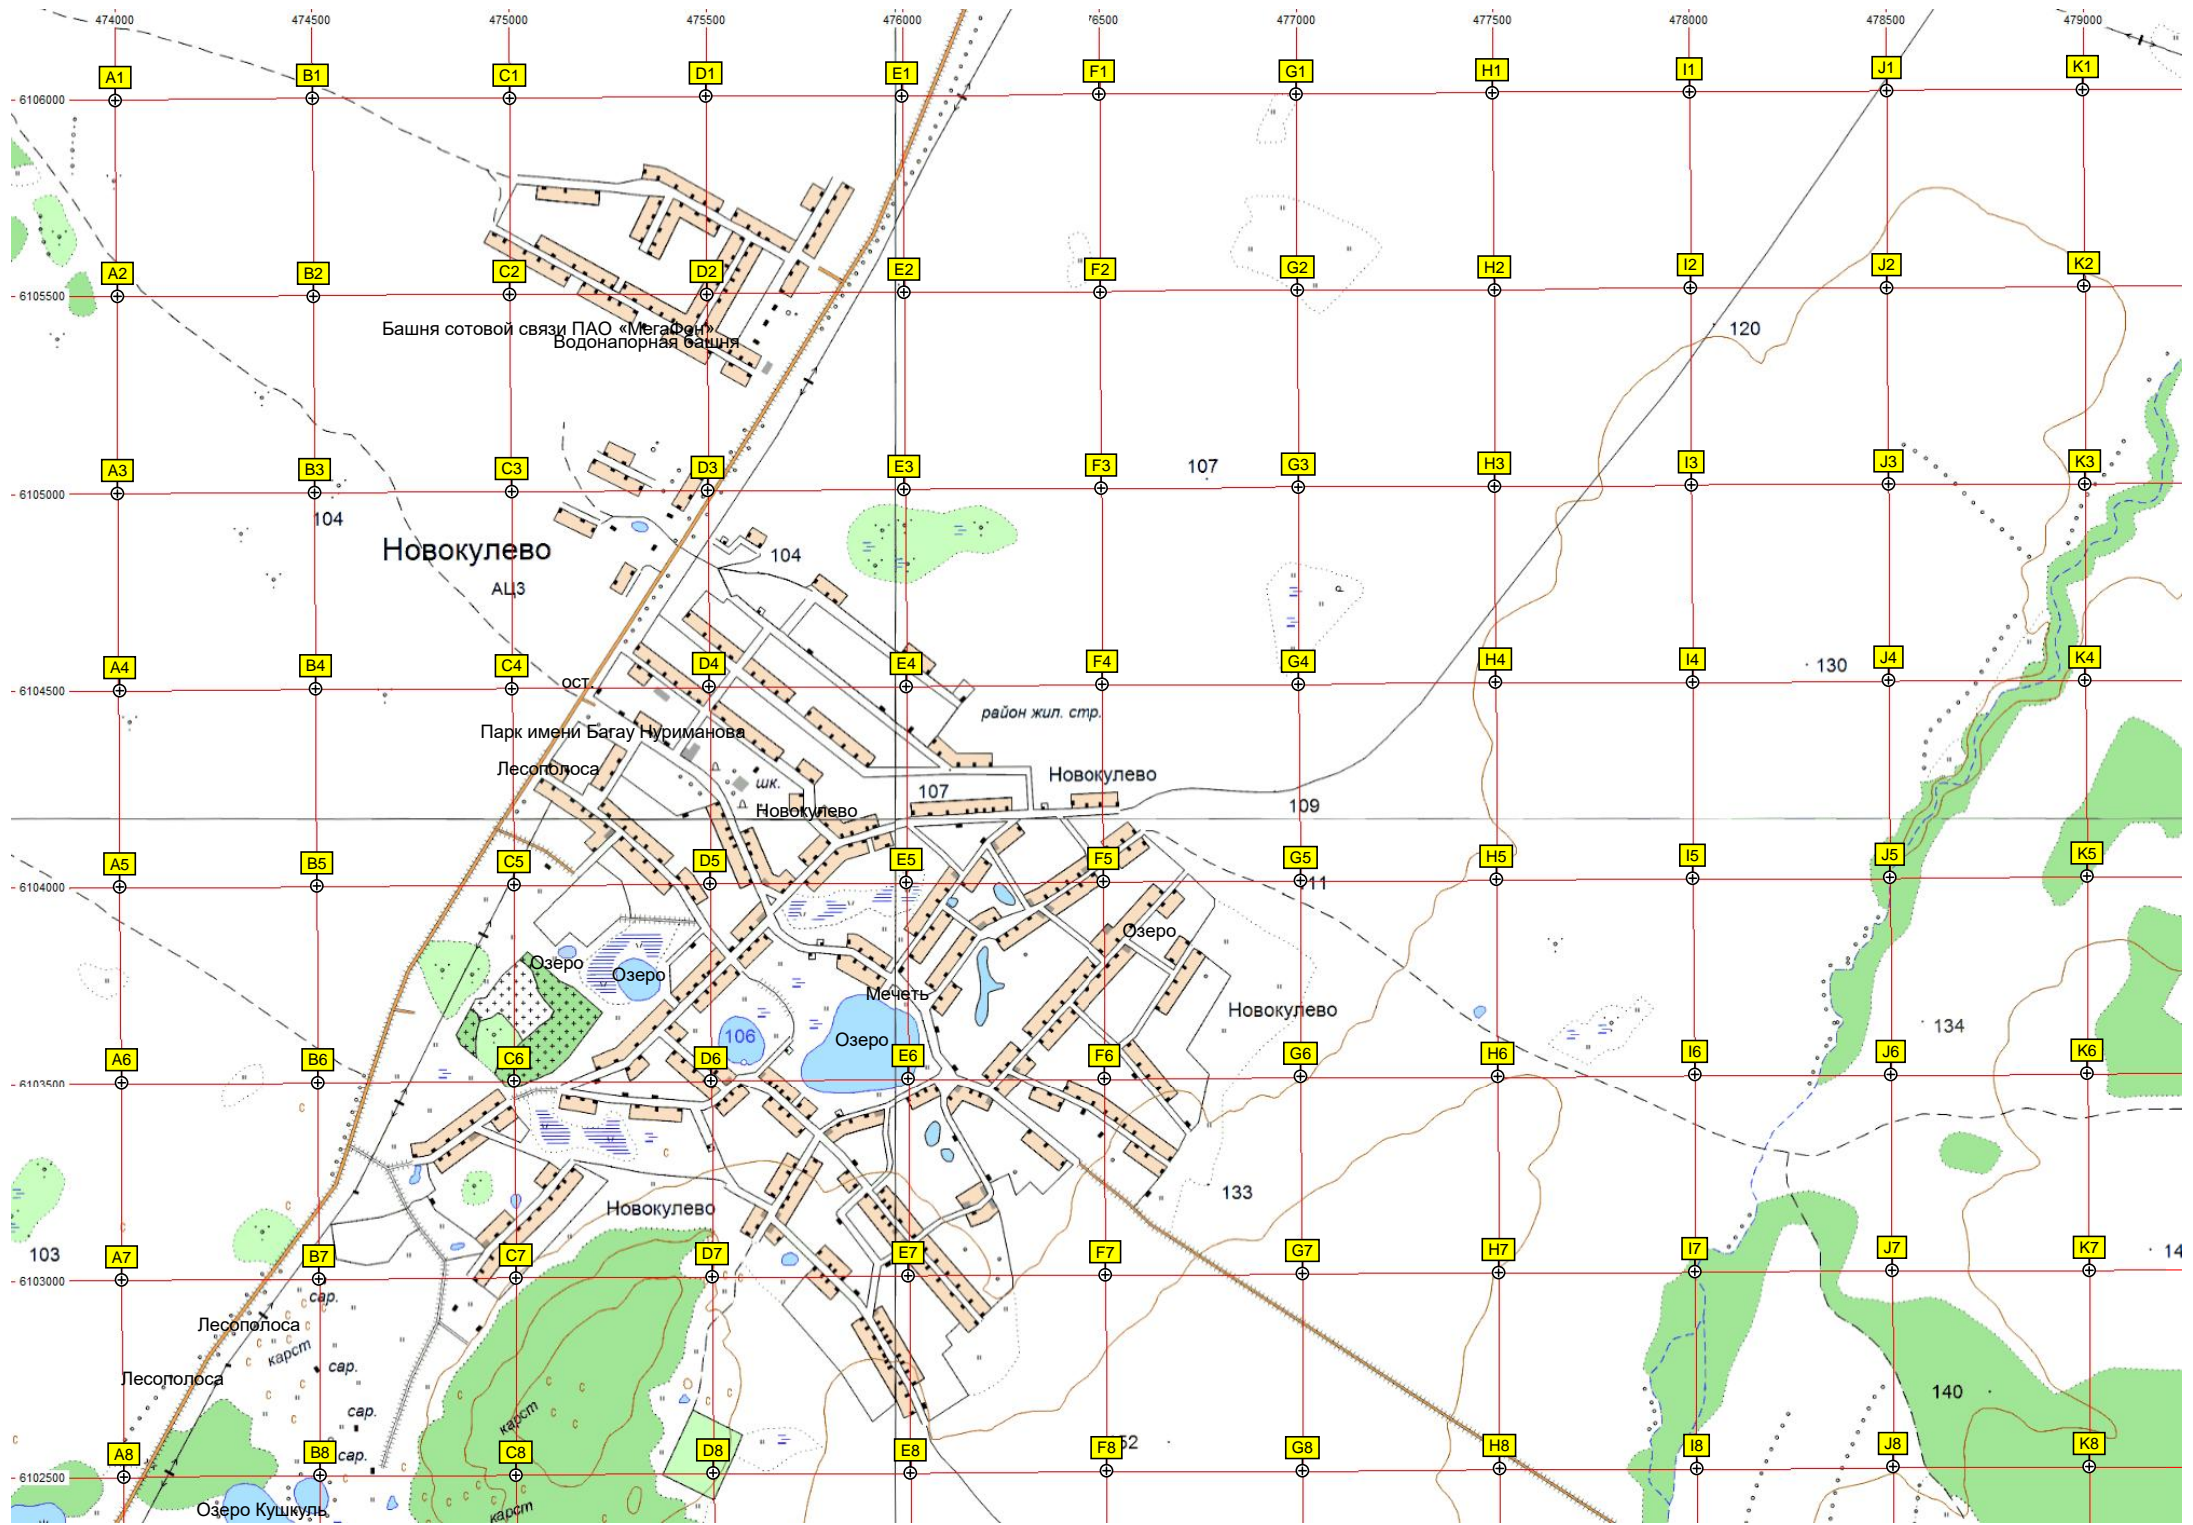 474000 474500 475000 475500 476000 477000 477500 478000 478500 479000
A1 B1 C1 D1 E1 F1 G1 H1 I1 J1 K1
6106000
A2 B2 C2 D2 E2 F2 G2 H2 I2 J2 K2
6105500
Башня сотовой связи ПАО «МегаФон»
120
Водонапорная башня
A3 B3 C3 D3 E3 F3 107 G3 H3 I3 J3 K3
6105000
104
Новокулево
104
АЦЗ
A4 B4 C4 D4 E4 F4 G4 H4 I4 130 J4 K4
6104500
ост.
район жил. стр.
Парк имени Багау Нуриманова
Лесополоса
Новокулево
шк.
107
109
Новокулево
A5 B5 C5 D5 E5 F5 G5 H5 I5 J5 K5
6104000
11
Озеро
Озеро
Озеро
Мечеть
Новокулево
134
106
Озеро
A6 B6 C6 D6 E6 F6 G6 H6 I6 J6 K6
6103500
133
Новокулево
103
A7 B7 C7 D7 E7 F7 G7 H7 I7 J7 K7
14
6103000
сар.
Лесополоса
карст
сар.
Лесополоса
140
сар.
карст
52
A8 B8 сар. C8 D8 E8 F8 G8 H8 I8 J8 K8
6102500
Озеро Кушкуль
карст